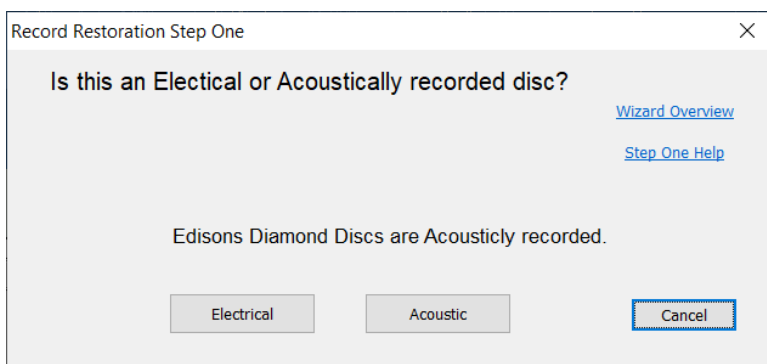 Record Restoration Step One
Is this an Electical or Acoustically recorded disc?
Wizard Overview
Step One Help
Edisons Diamond Discs are Acousticly recorded.
Electrical
Acoustic
Cancel